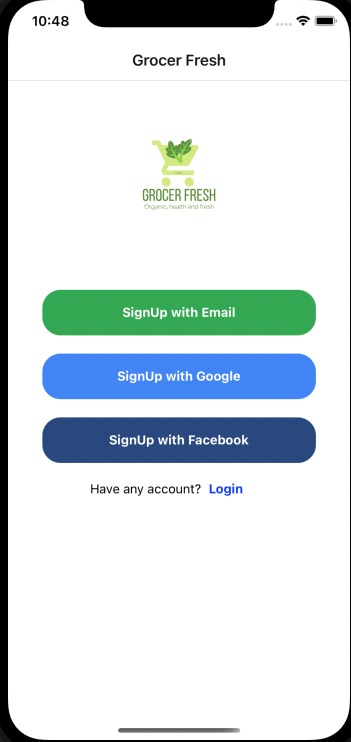 10:48
Grocer Fresh
GROCER FRESH
Organic, health and fresh
SignUp with Email
SignUp with Google
SignUp with Facebook
Have any account? Login